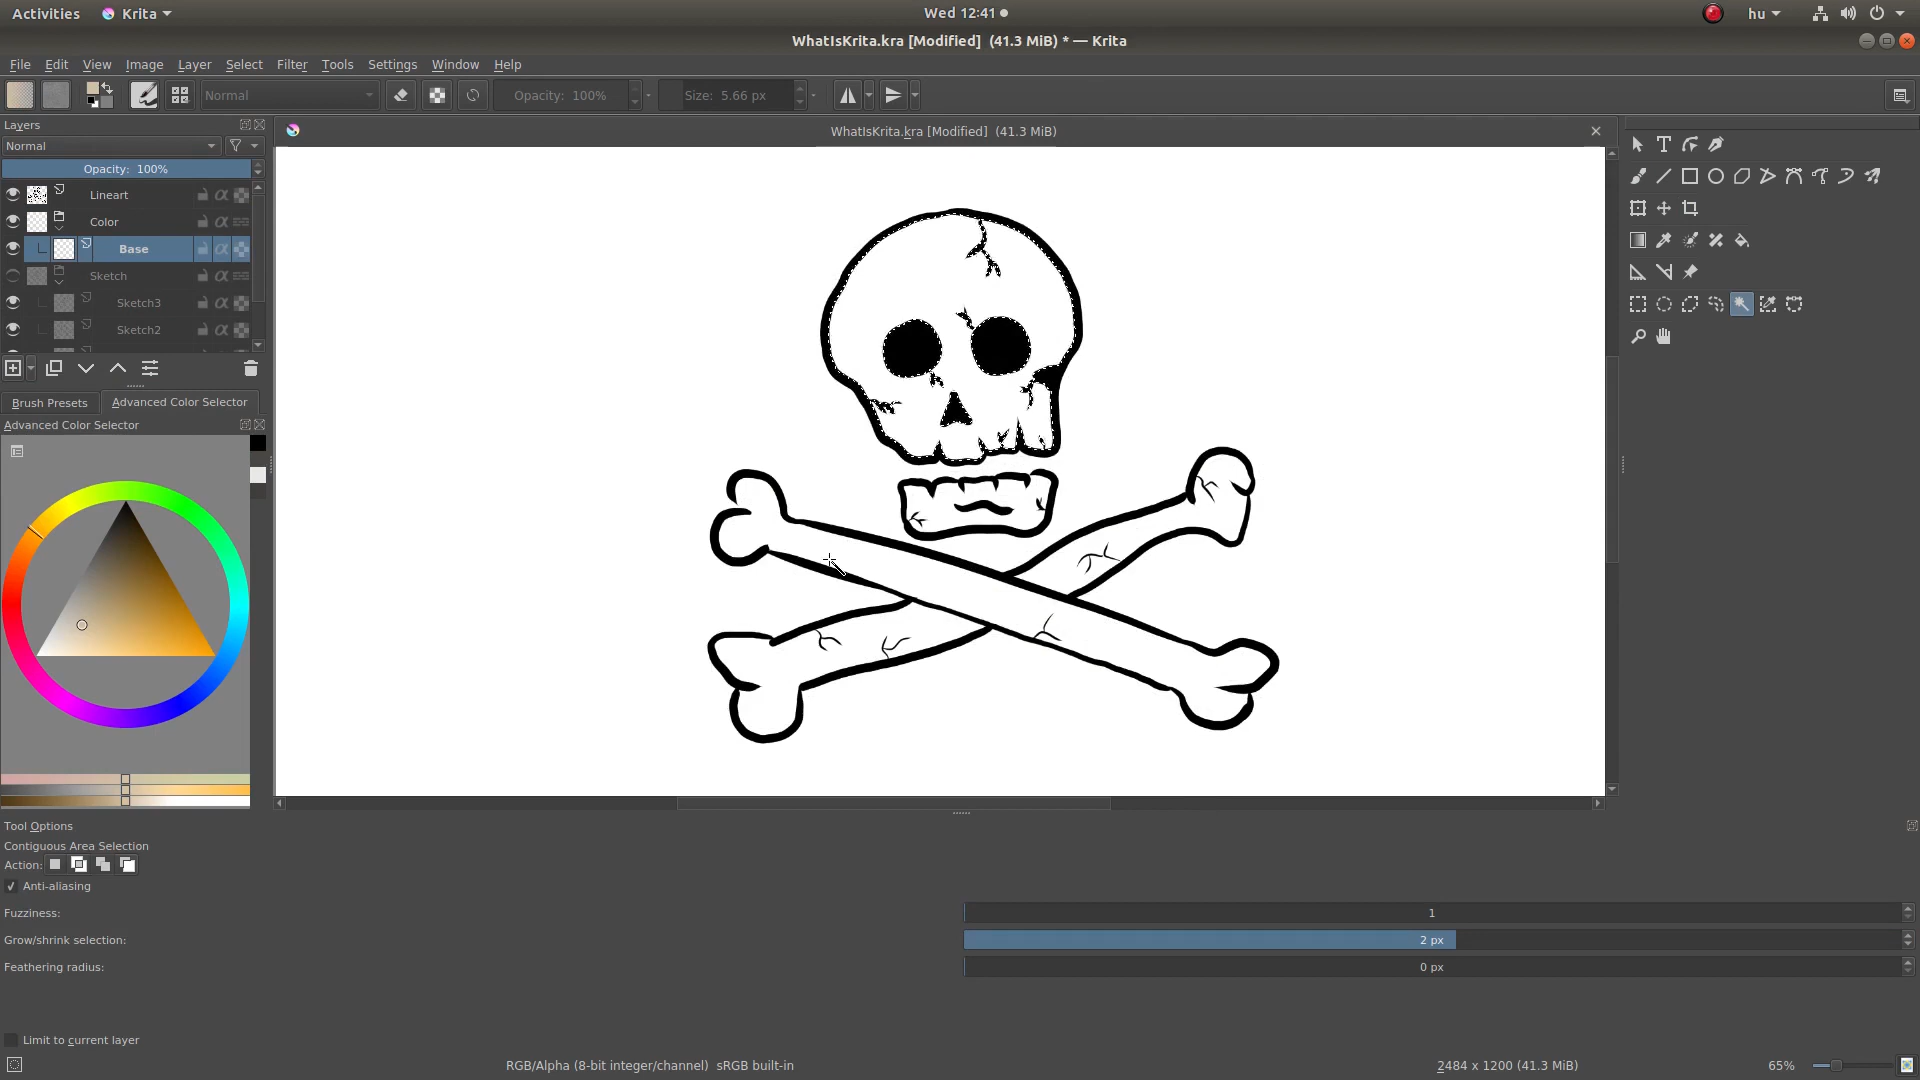 Activities Krita Wed 12:41 hu
WhatIsKrita.kra [Modified] (41.3 MiB) * — Krita
File Edit View Image Layer Select Filter Tools Settings Window Help
Normal Opacity: 100% Size: 5.66 px
Layers WhatIsKrita.kra [Modified] (41.3 MiB)
Normal
Opacity: 100%
Lineart
Color
Base
Sketch
Sketch3
Sketch2
Brush Presets Advanced Color Selector
Advanced Color Selector
Tool Options
Contiguous Area Selection
Action:
Anti-aliasing
Fuzziness: 1
Grow/shrink selection: 2 px
Feathering radius: 0 px
Limit to current layer
RGB/Alpha (8-bit integer/channel) sRGB built-in 2484 x 1200 (41.3 MiB) 65%